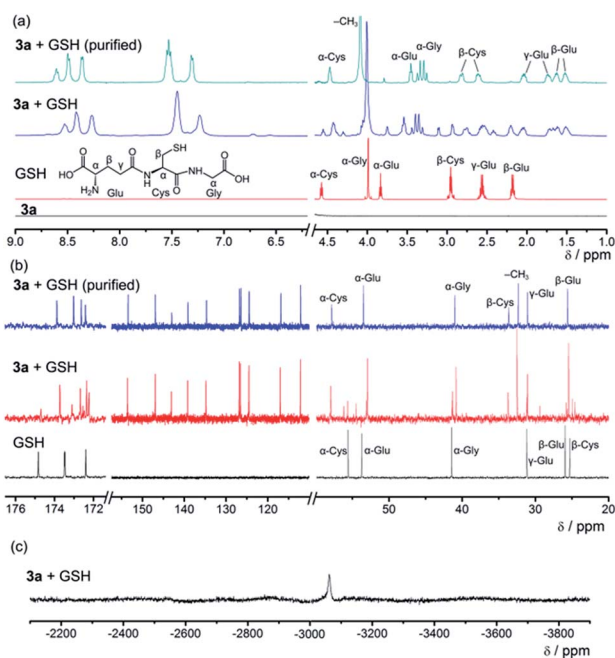 (a)
–CH₃
3a + GSH (purified)
α-Cys
α-Glu
α-Gly
β-Cys
γ-Glu
β-Glu
3a + GSH
GSH
HO
O
α
β
γ
NH₂
H₂N
Glu
O
N
H
β
SH
α
Cys
O
H
N
α
Gly
O
OH
α-Cys
α-Gly
α-Glu
β-Cys
γ-Glu
β-Glu
3a
9.0 8.5 8.0 7.5 7.0 6.5 4.5 4.0 3.5 3.0 2.5 2.0 1.5 1.0
δ / ppm
(b)
3a + GSH (purified)
α-Cys
α-Glu
α-Gly
β-Cys
–CH₃
γ-Glu
β-Glu
3a + GSH
GSH
α-Cys
α-Glu
α-Gly
γ-Glu
β-Glu
β-Cys
176 174 172 150 140 130 120 50 40 30 20
δ / ppm
(c)
3a + GSH
-2200 -2400 -2600 -2800 -3000 -3200 -3400 -3600 -3800
δ / ppm